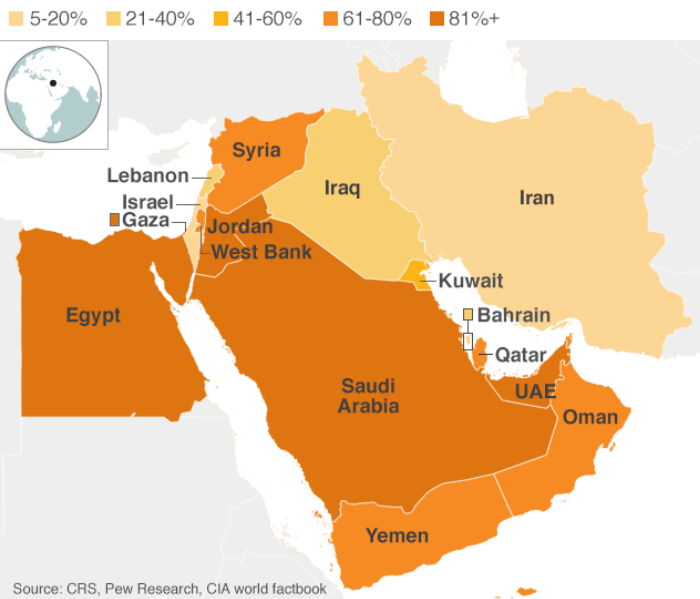 5-20% 21-40% 41-60% 61-80% 81%+
Syria
Lebanon
Iraq
Iran
Israel
Gaza
Jordan
West Bank
Kuwait
Egypt
Bahrain
Qatar
Saudi
Arabia
UAE
Oman
Yemen
Source: CRS, Pew Research, CIA world factbook